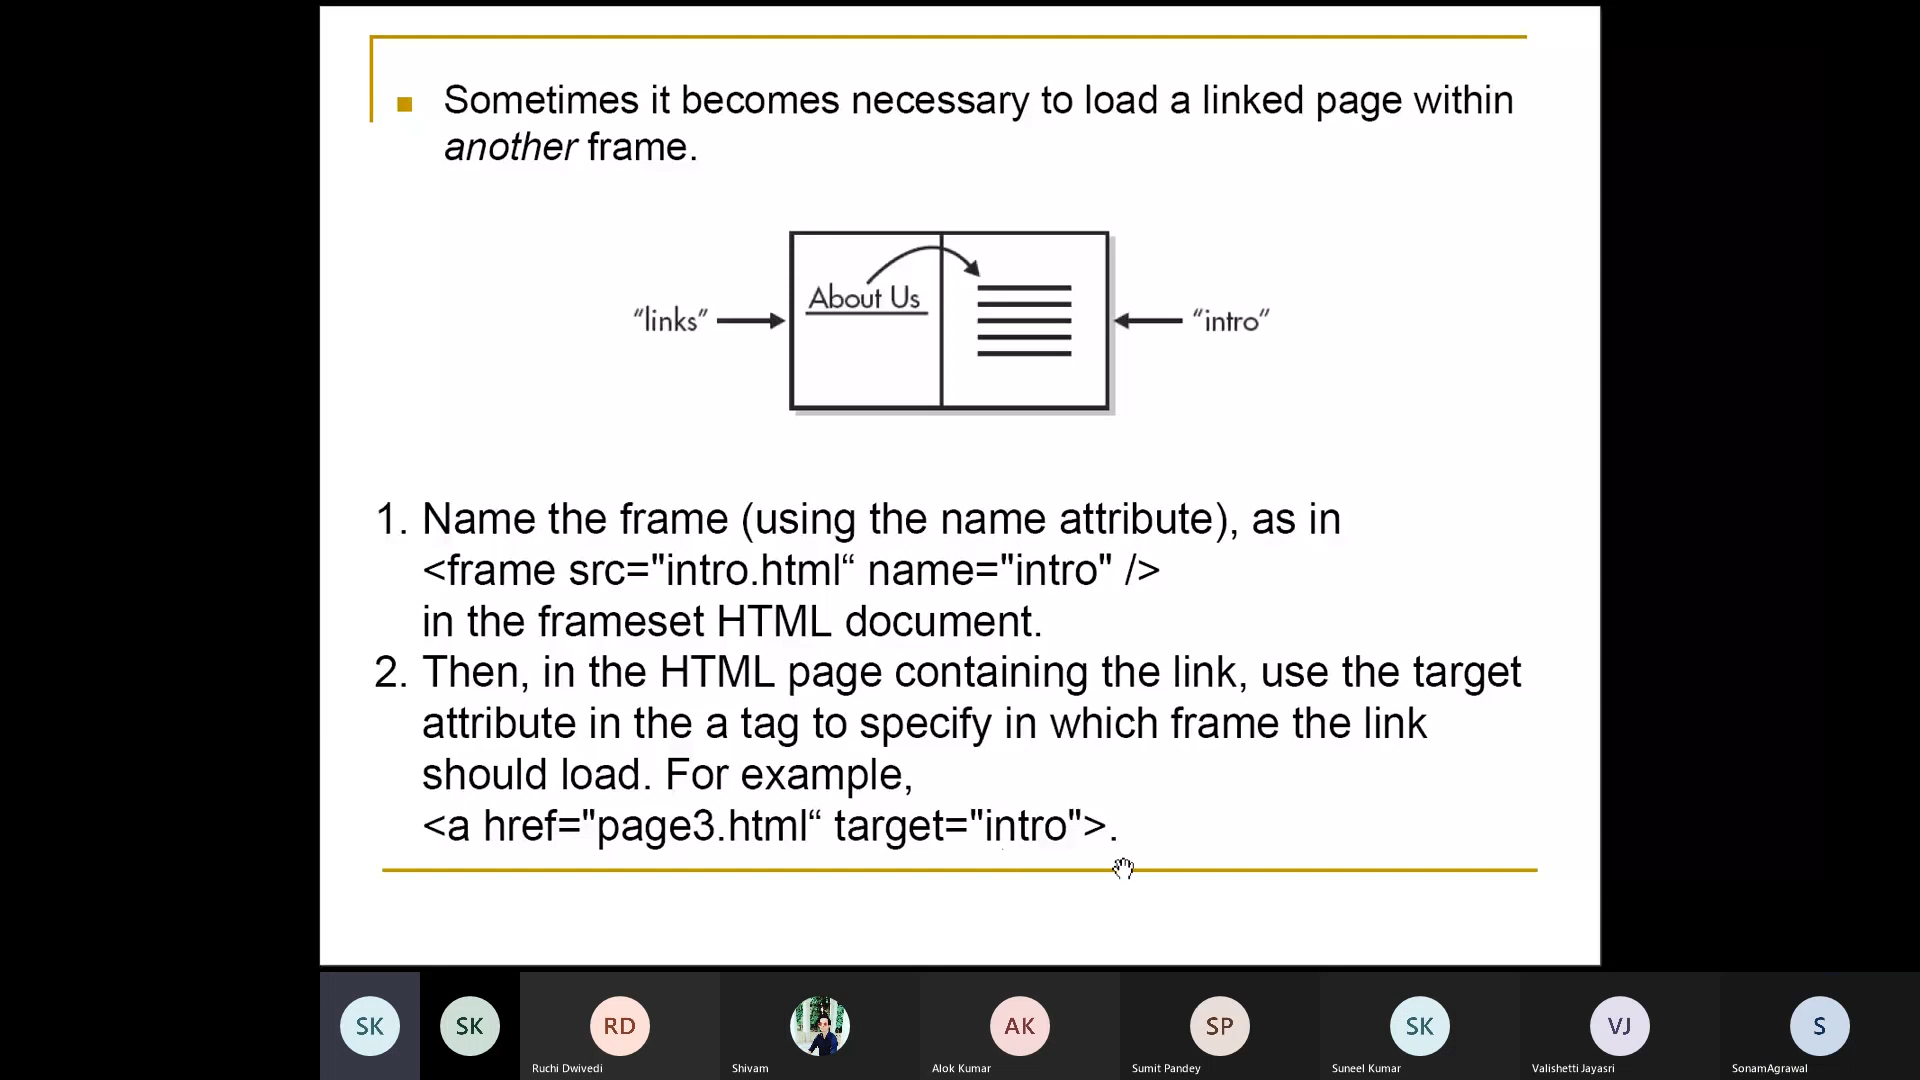 Sometimes it becomes necessary to load a linked page within
another frame.
About Us
“links”
“intro”
1. Name the frame (using the name attribute), as in
<frame src="intro.html“ name="intro" />
in the frameset HTML document.
2. Then, in the HTML page containing the link, use the target
attribute in the a tag to specify in which frame the link
should load. For example,
<a href="page3.html“ target="intro">.
SK
SK
RD
AK
SP
SK
VJ
S
Ruchi Dwivedi
Shivam
Alok Kumar
Sumit Pandey
Suneel Kumar
Valishetti Jayasri
SonamAgrawal